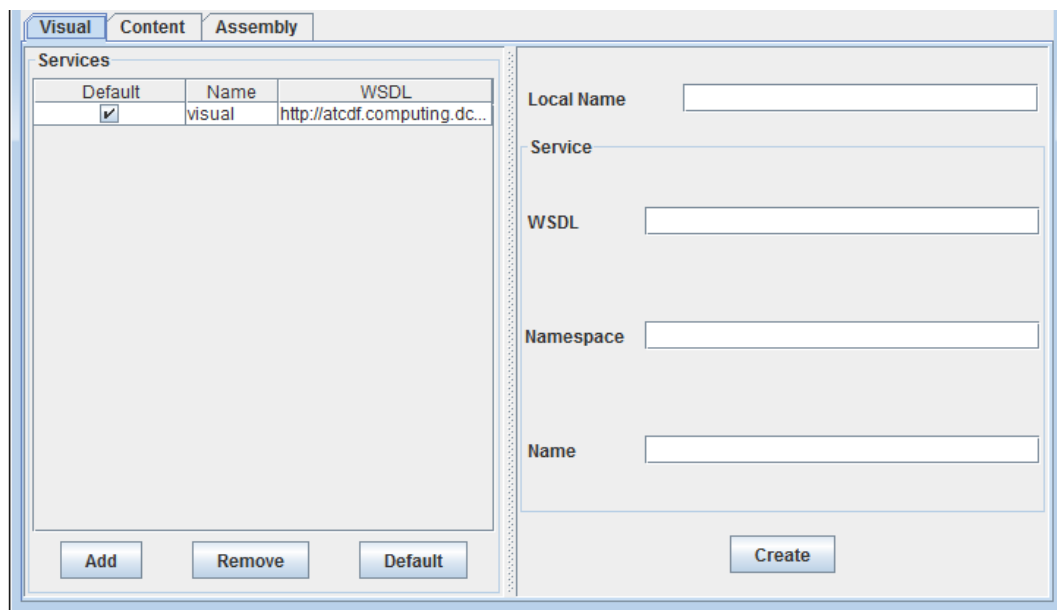 Visual Content Assembly
Services
Default Name WSDL
visual http://atcdf.computing.dc...
Add Remove Default
Local Name
Service
WSDL
Namespace
Name
Create